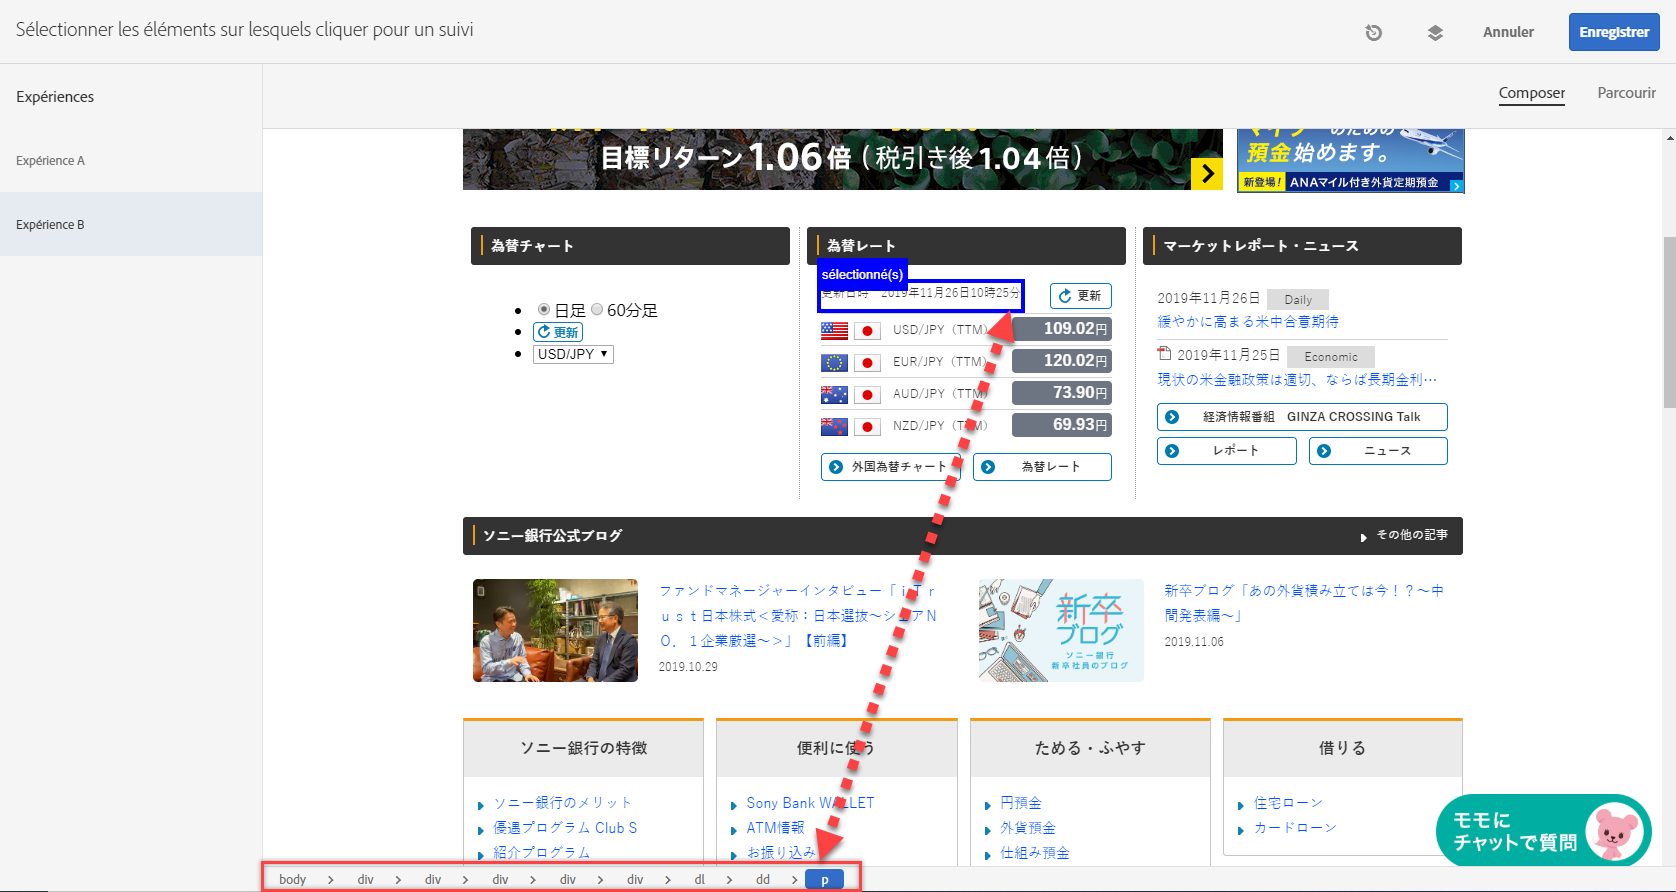 Sélectionner les éléments sur lesquels cliquer pour un suivi
Annuler
Enregistrer
Expériences
Composer
Parcourir
Expérience A
Expérience B
目標リターン1.06倍(税引き後1.04倍)
預金始めます。
新登場! ANAマイル付き外貨定期預金
為替チャート
日足 60分足
更新
USD/JPY
為替レート
sélectionné(s)
更新日時 2019年11月26日10時25分
更新
USD/JPY (TTM) 109.02円
EUR/JPY (TTM) 120.02円
AUD/JPY (TTM) 73.90円
NZD/JPY (TTM) 69.93円
外国為替チャート
為替レート
マーケットレポート・ニュース
2019年11月26日 Daily
緩やかに高まる米中合意期待
2019年11月25日 Economic
現状の米金融政策は適切、ならば長期金利…
経済情報番組 GINZA CROSSING Talk
レポート
ニュース
ソニー銀行公式ブログ
その他の記事
ファンドマネージャーインタビュー「iTr
ust日本株式<愛称：日本選抜～シェアN
O．1企業厳選～>」【前編】
2019.10.29
新卒
ブログ
ソニー銀行
新卒社員のブログ
新卒ブログ「あの外貨積み立ては今！？～中
間発表編～」
2019.11.06
ソニー銀行の特徴
ソニー銀行のメリット
優遇プログラム Club S
紹介プログラム
便利に使う
Sony Bank WALLET
ATM情報
お振り込み
ためる・ふやす
円預金
外貨預金
仕組み預金
借りる
住宅ローン
カードローン
モモに
チャットで質問
body > div > div > div > div > div > dl > dd > p